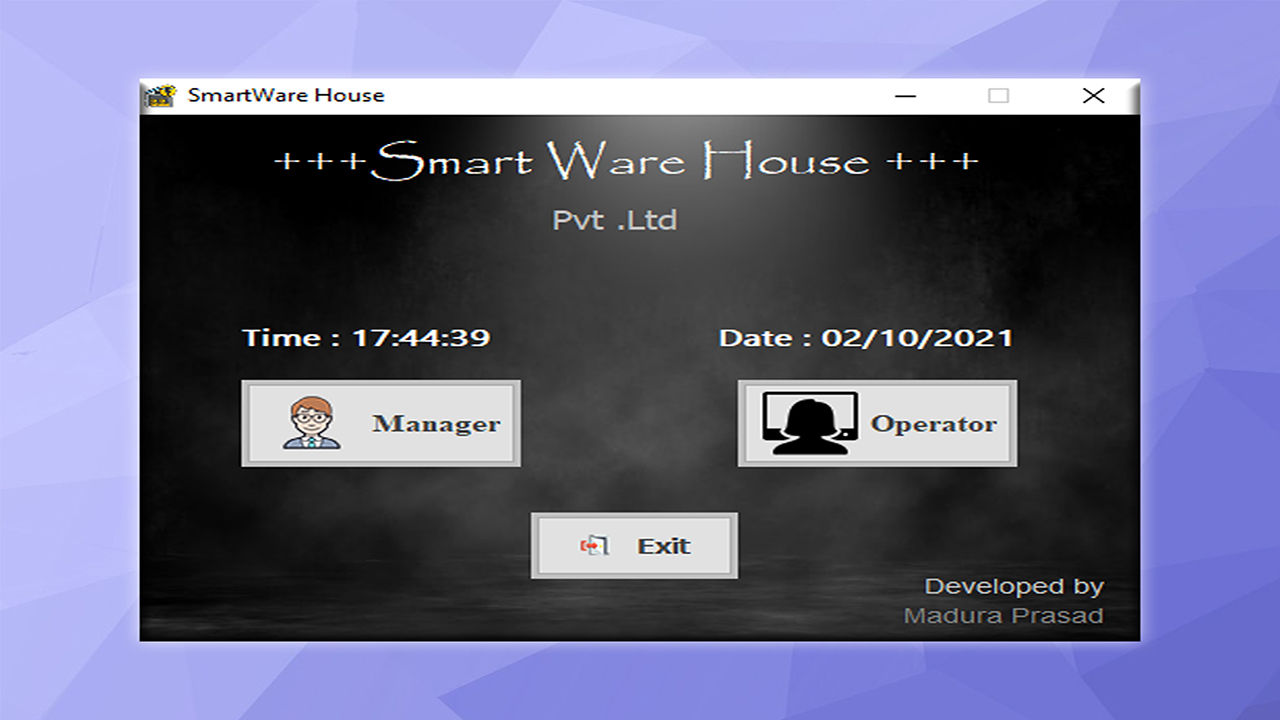 SmartWare House
+++Smart Ware House +++
Pvt .Ltd
Time : 17:44:39
Date : 02/10/2021
Manager
Operator
Exit
Developed by
Madura Prasad